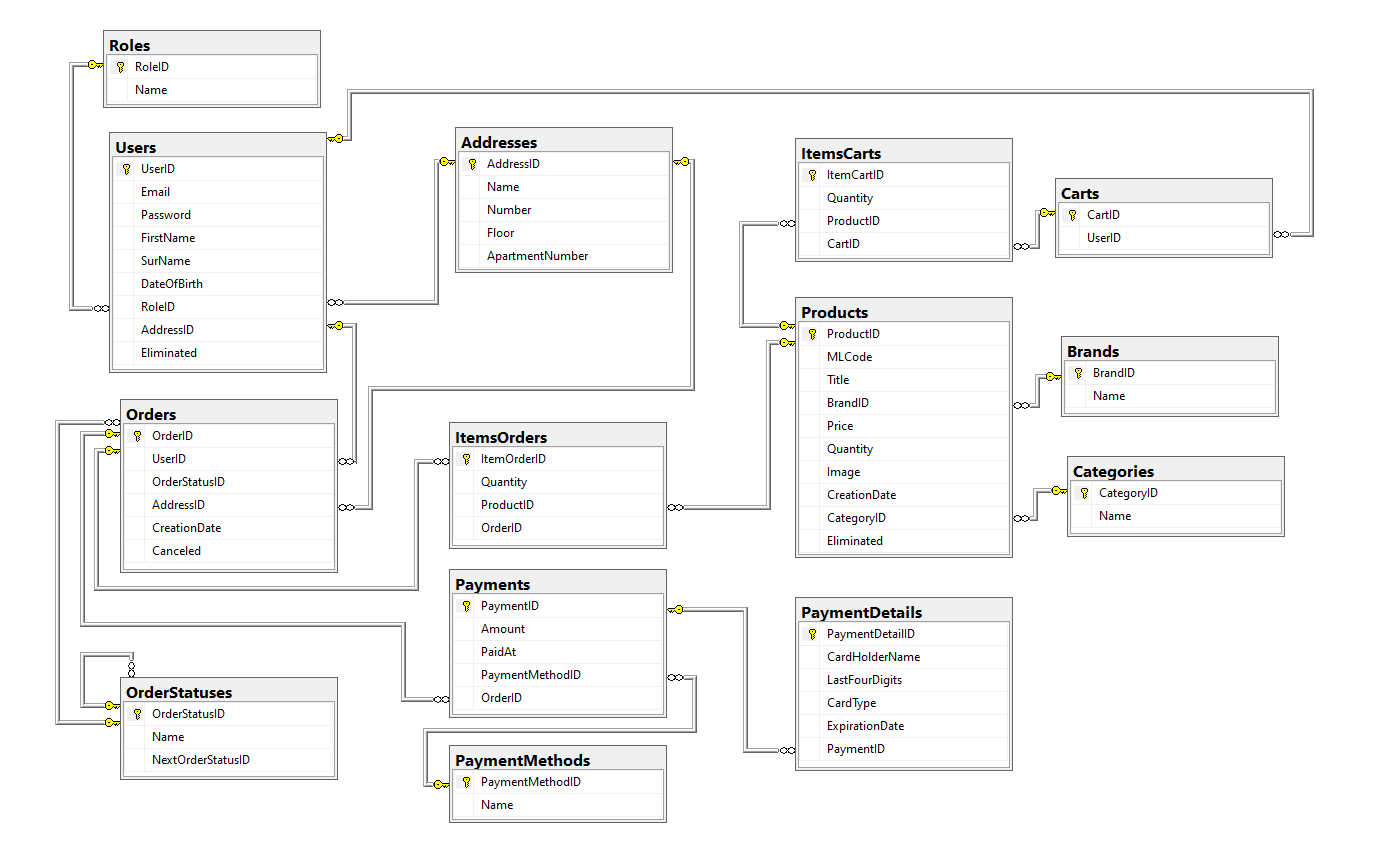 Roles
RoleID
Name
Users
UserID
Email
Password
FirstName
SurName
DateOfBirth
RoleID
AddressID
Eliminated
Addresses
AddressID
Name
Number
Floor
ApartmentNumber
ItemsCarts
ItemCartID
Quantity
ProductID
CartID
Carts
CartID
UserID
Products
ProductID
MLCode
Title
BrandID
Price
Quantity
Image
CreationDate
CategoryID
Eliminated
Brands
BrandID
Name
Categories
CategoryID
Name
Orders
OrderID
UserID
OrderStatusID
AddressID
CreationDate
Canceled
ItemsOrders
ItemOrderID
Quantity
ProductID
OrderID
Payments
PaymentID
Amount
PaidAt
PaymentMethodID
OrderID
PaymentDetails
PaymentDetailID
CardHolderName
LastFourDigits
CardType
ExpirationDate
PaymentID
OrderStatuses
OrderStatusID
Name
NextOrderStatusID
PaymentMethods
PaymentMethodID
Name